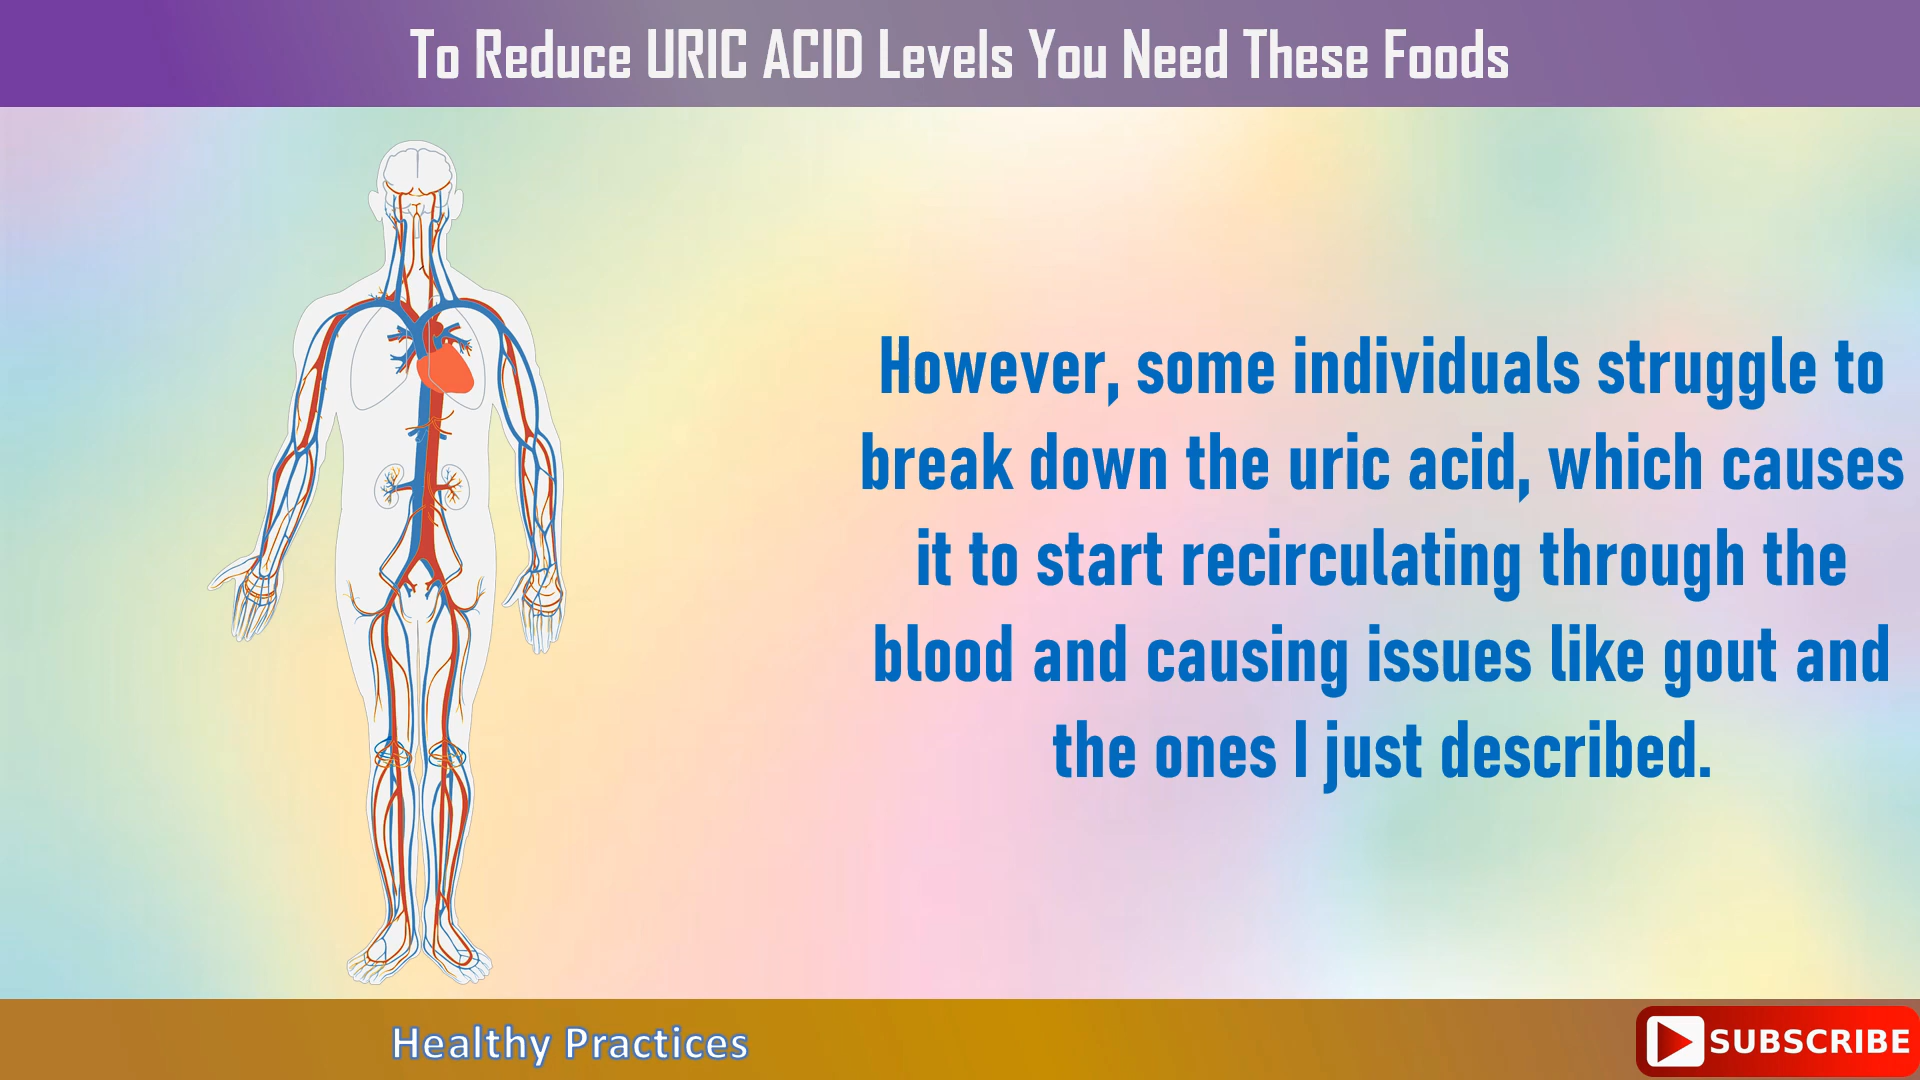 To Reduce URIC ACID Levels You Need These Foods
However, some individuals struggle to
break down the uric acid, which causes
it to start recirculating through the
blood and causing issues like gout and
the ones I just described.
Healthy Practices
SUBSCRIBE